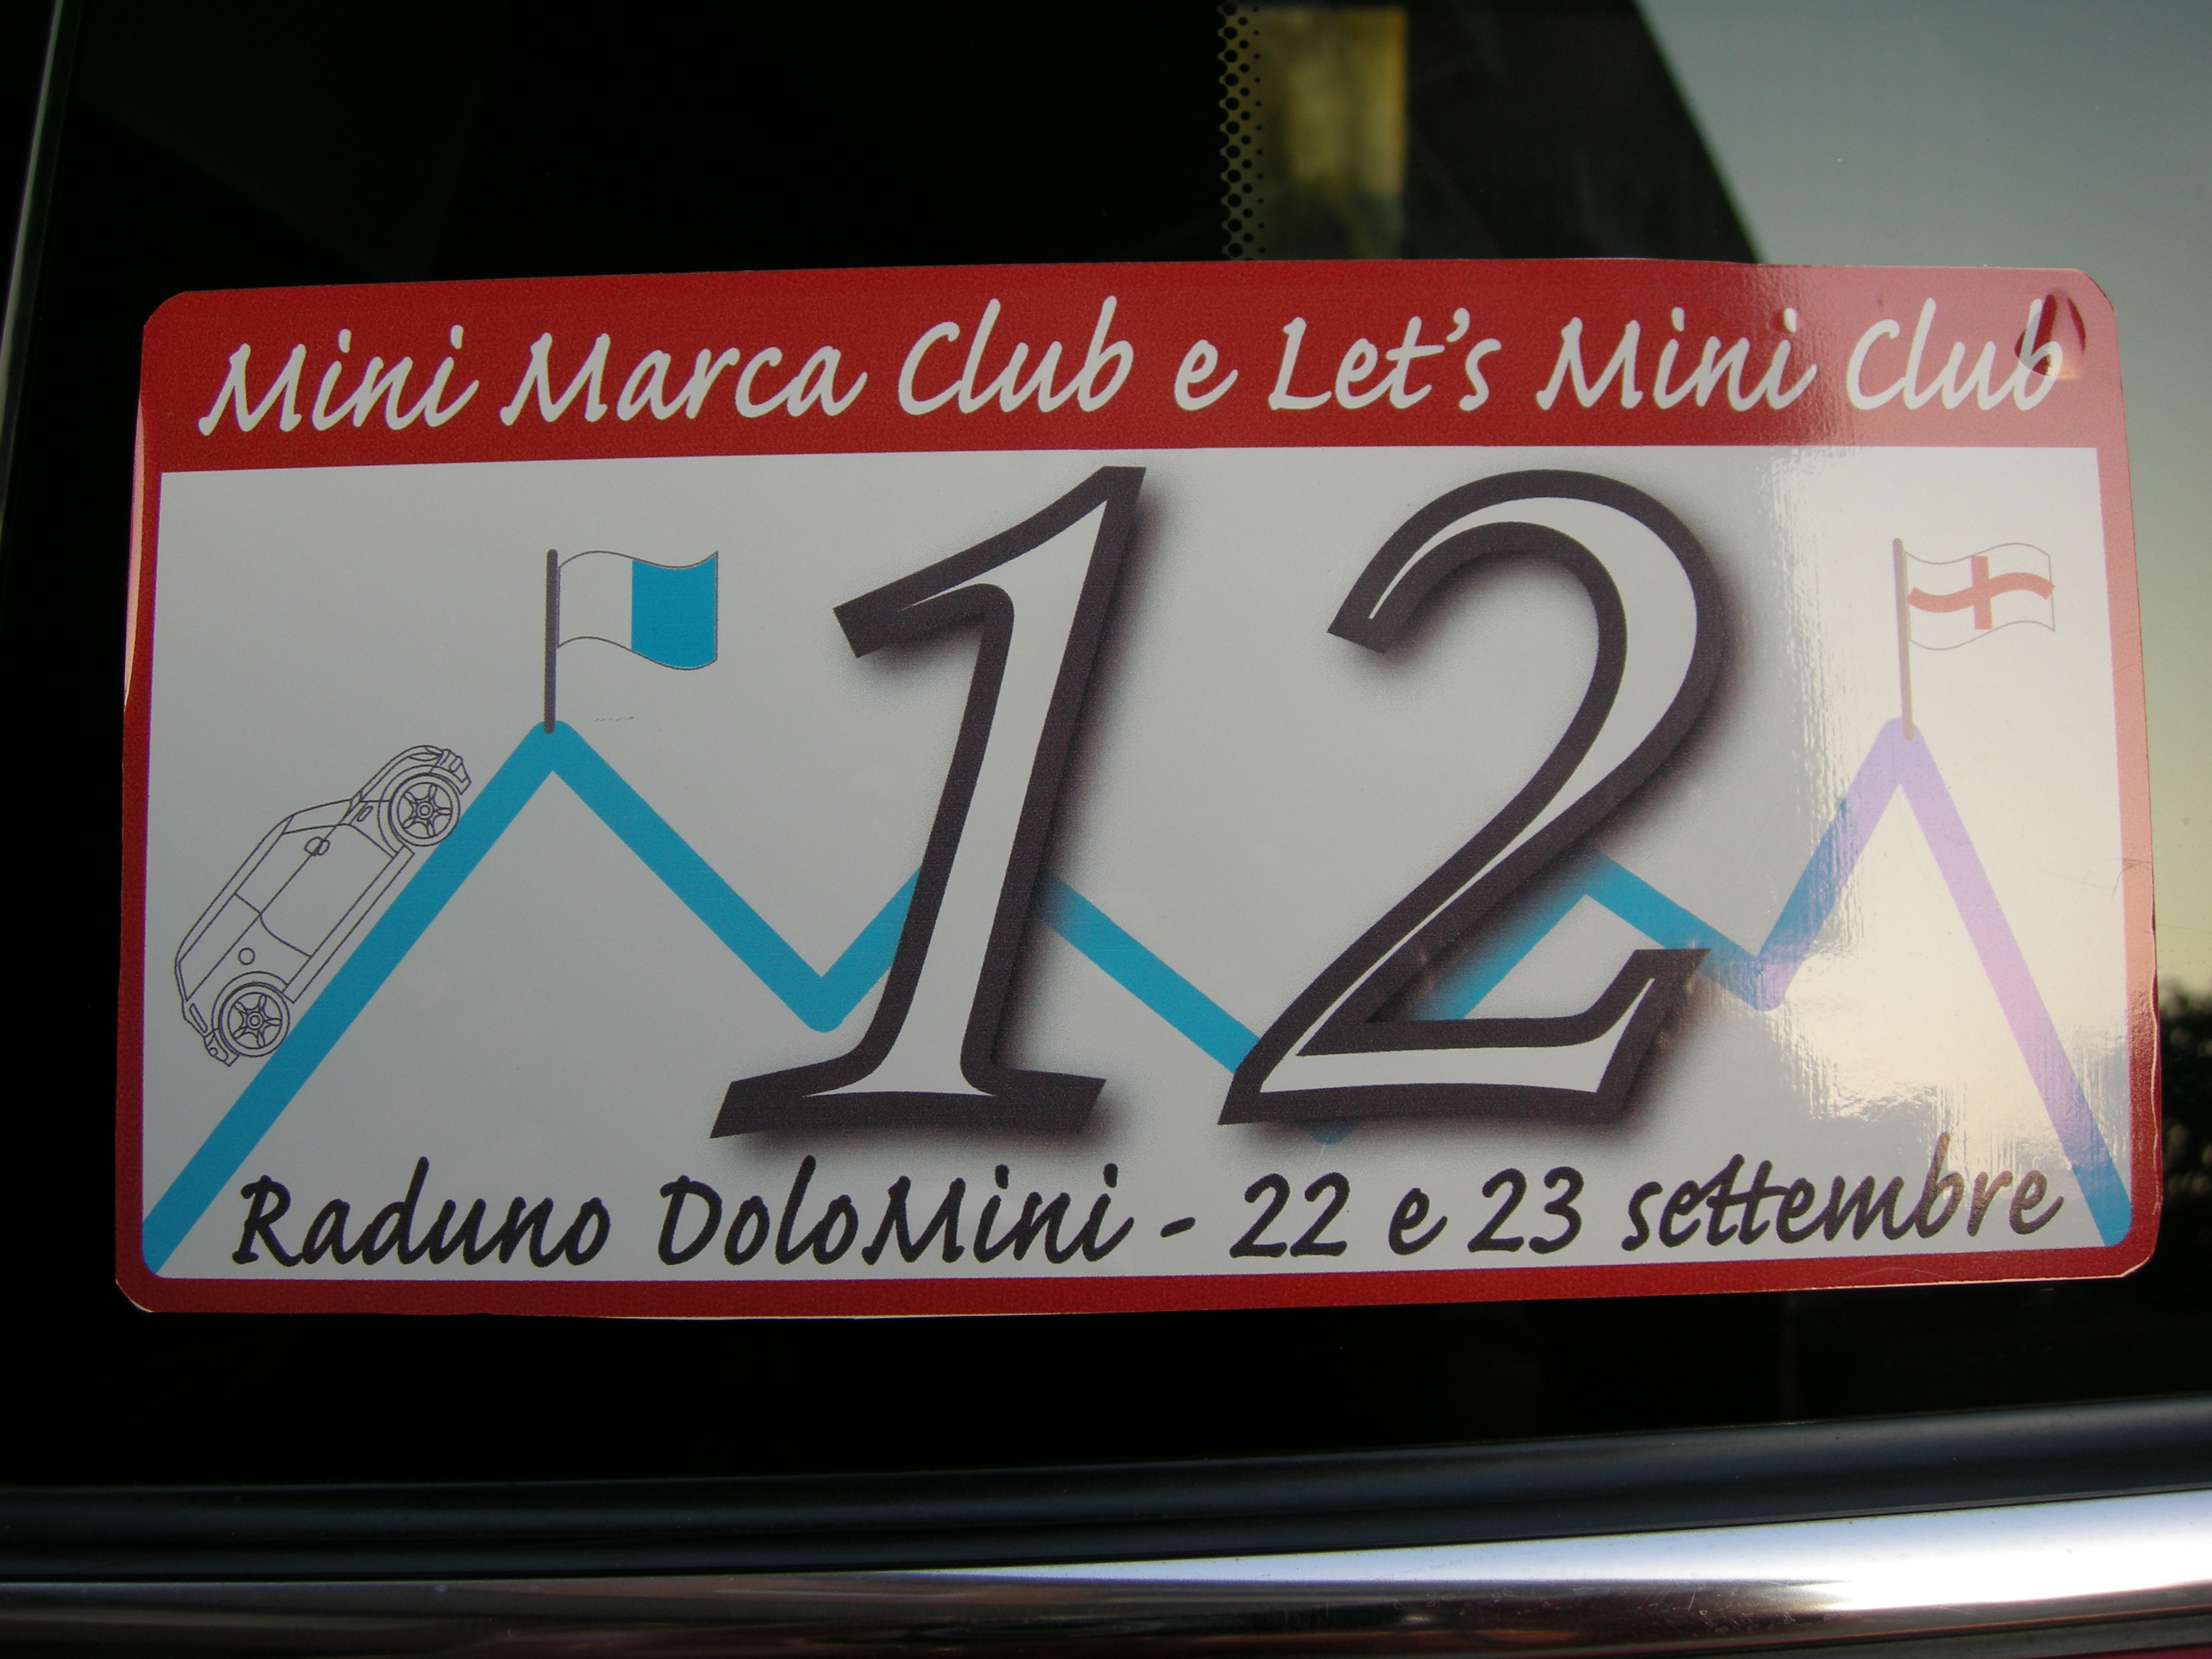 Mini Marca Club e Let's Mini Club
12
Raduno DoloMini - 22 e 23 settembre